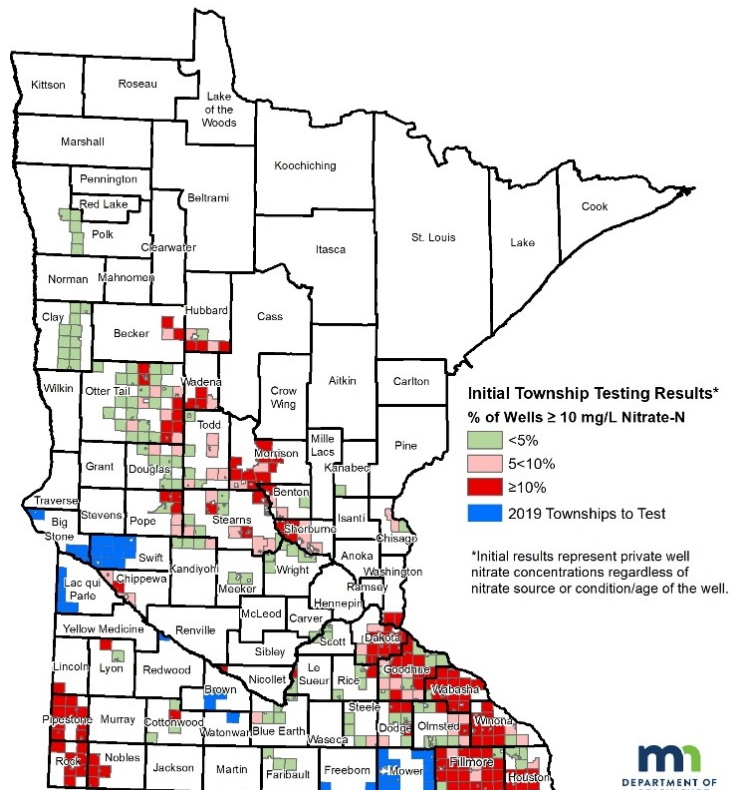 Kittson
Roseau
Lake
of the
Woods
Marshall
Koochiching
Pennington
Beltrami
Red Lake
Cook
Polk
St. Louis
Lake
Clearwater
Itasca
Norman
Mahnomen
Hubbard
Clay
Cass
Becker
Wilkin
Otter Tail
Wadena
Aitkin
Carlton
Crow
Wing
Initial Township Testing Results*
% of Wells ≥ 10 mg/L Nitrate-N
<5%
5<10%
≥10%
2019 Townships to Test
*Initial results represent private well
nitrate concentrations regardless of
nitrate source or condition/age of the well.
Todd
Mille
Lacs
Pine
Morrison
Kanabec
Grant
Douglas
Benton
Traverse
Stevens
Pope
Stearns
Isanti
Big
Stone
Sherburne
Chisago
Swift
Anoka
Kandiyohi
Wright
Washington
Lac qui
Parle
Chippewa
Meeker
Ramsey
Hennepin
McLeod
Carver
Yellow Medicine
Renville
Dakota
Scott
Sibley
Lincoln
Lyon
Redwood
Nicollet
Le
Sueur
Rice
Goodhue
Wabasha
Brown
Steele
Pipestone
Murray
Cottonwood
Watonwan
Blue Earth
Waseca
Dodge
Olmsted
Winona
Rock
Nobles
Jackson
Martin
Faribault
Freeborn
Mower
Fillmore
Houston
mn
DEPARTMENT OF